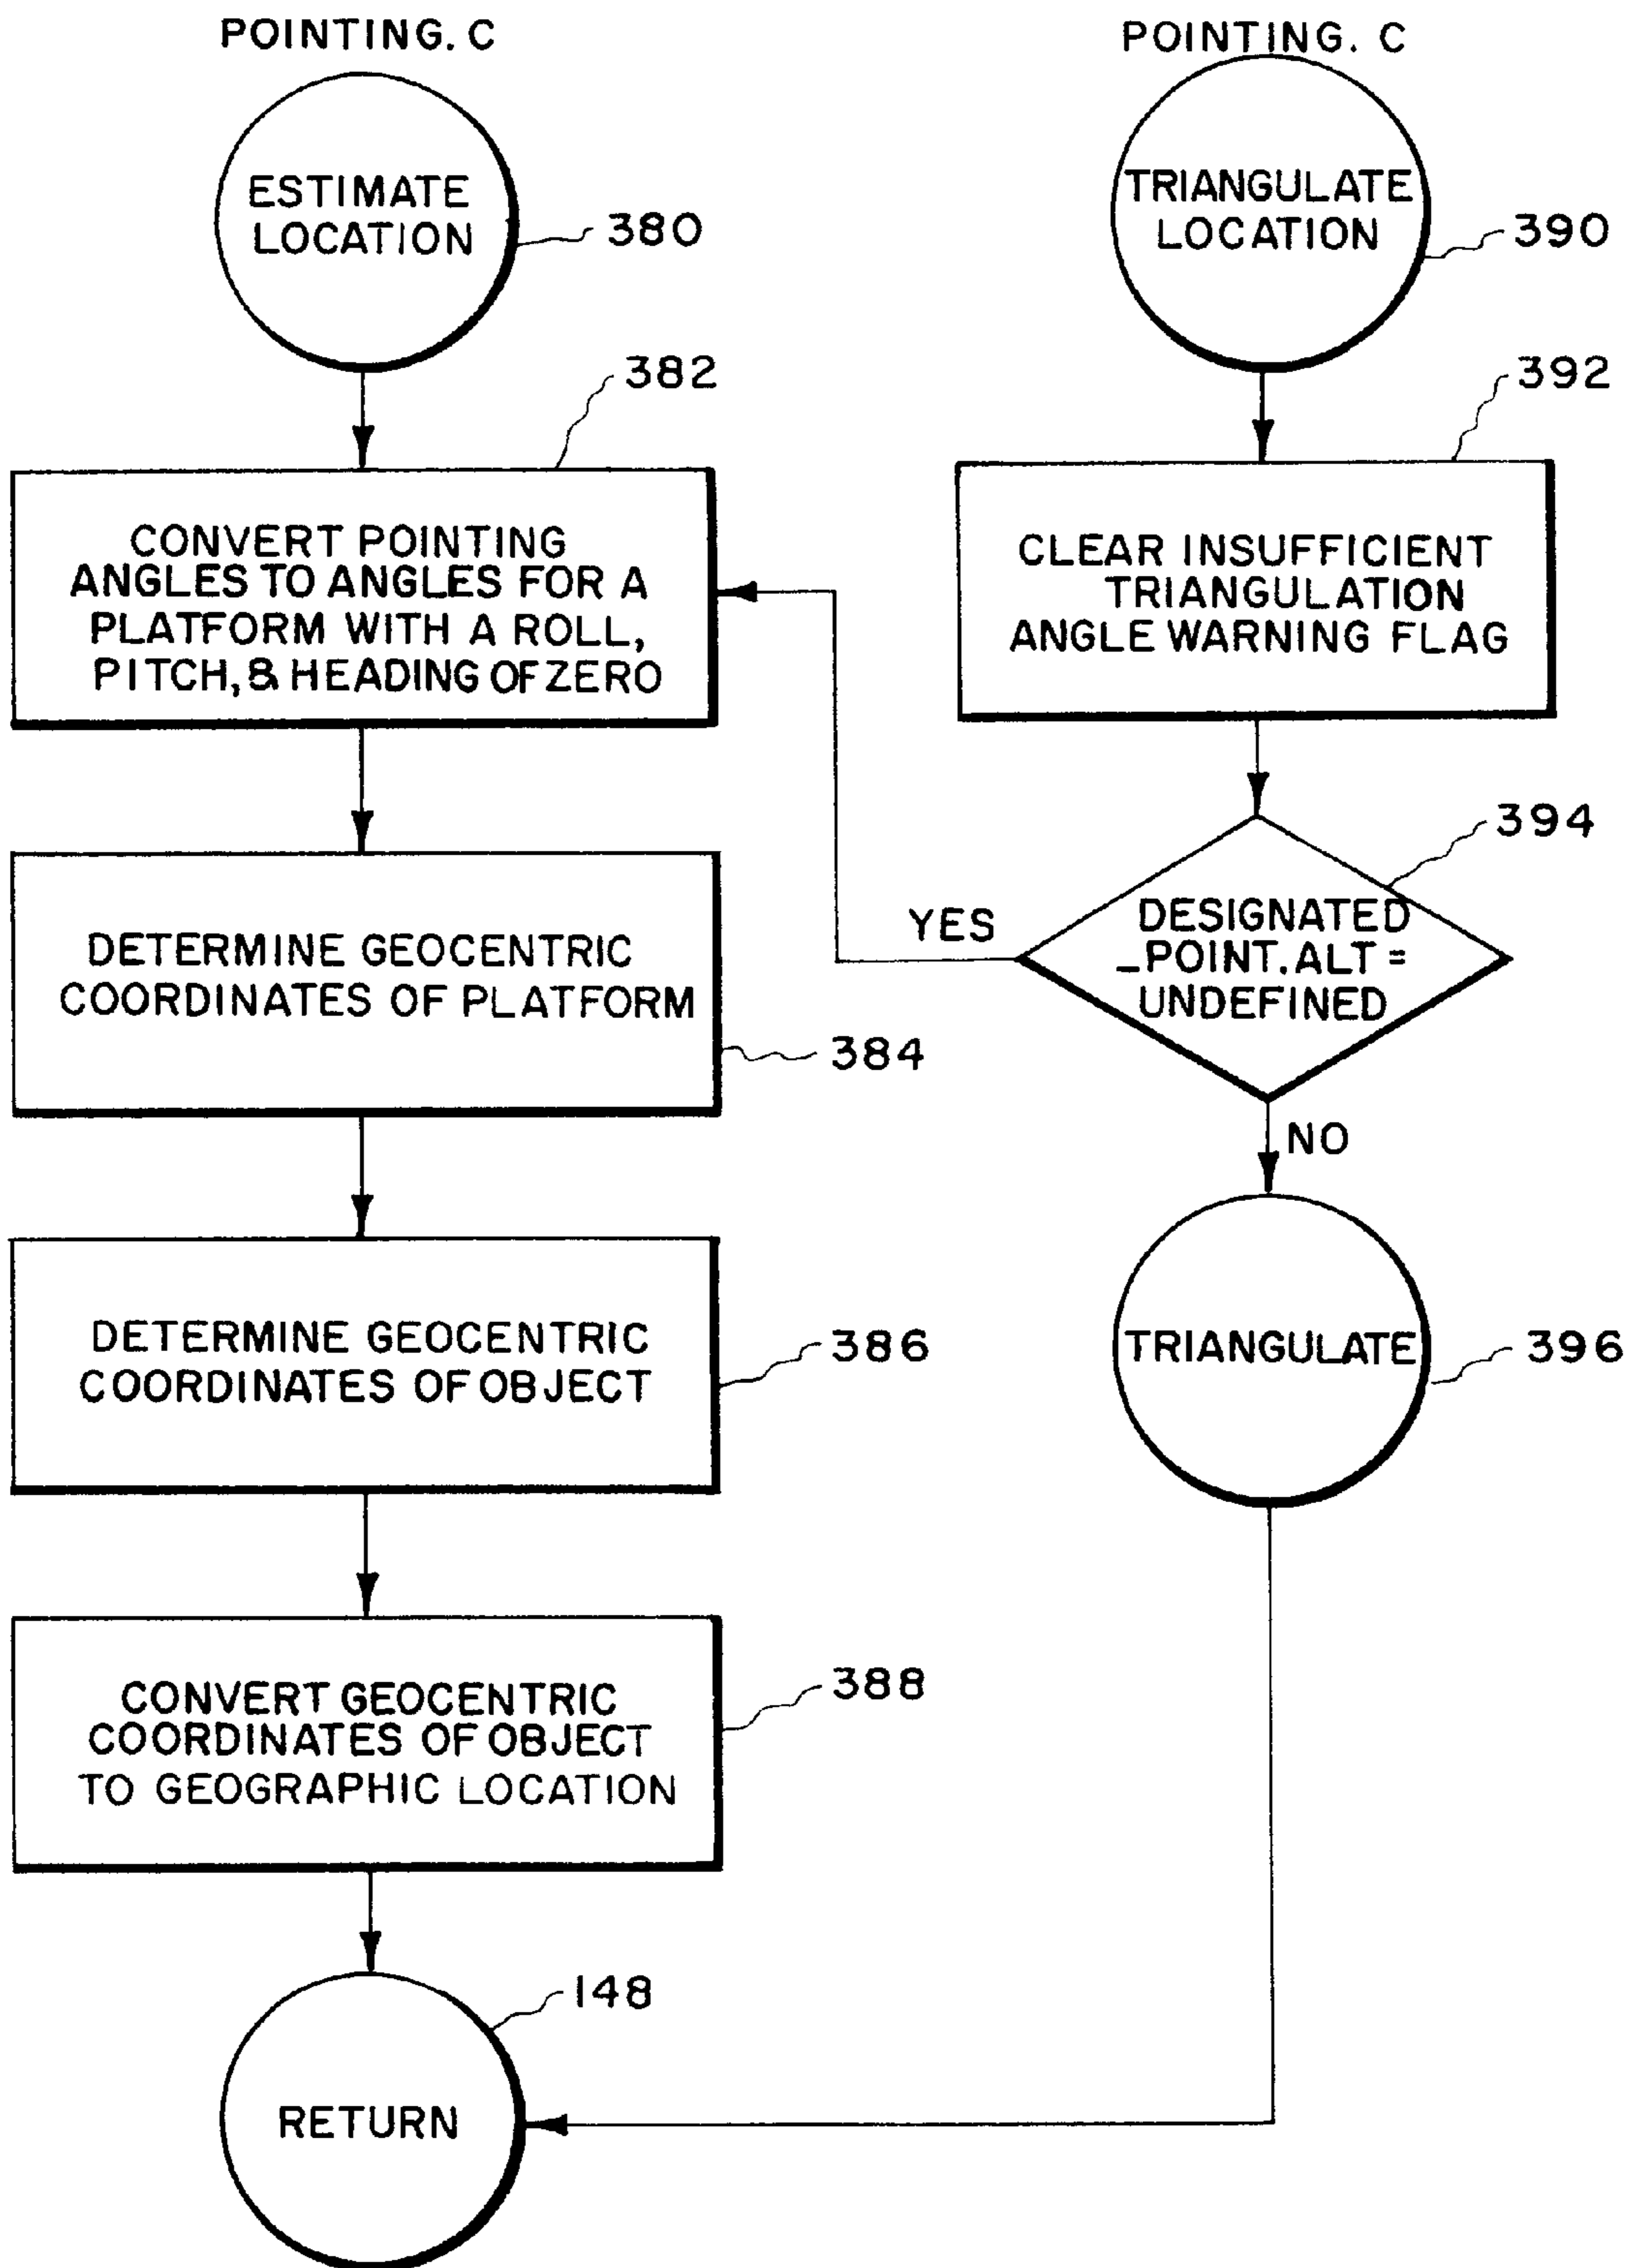 POINTING. C
ESTIMATE
LOCATION
380
382
CONVERT POINTING
ANGLES TO ANGLES FOR A
PLATFORM WITH A ROLL,
PITCH, & HEADING OF ZERO
DETERMINE GEOCENTRIC
COORDINATES OF PLATFORM
384
DETERMINE GEOCENTRIC
COORDINATES OF OBJECT
386
CONVERT GEOCENTRIC
COORDINATES OF OBJECT
TO GEOGRAPHIC LOCATION
388
148
RETURN
POINTING. C
TRIANGULATE
LOCATION
390
392
CLEAR INSUFFICIENT
TRIANGULATION
ANGLE WARNING FLAG
394
DESIGNATED
_POINT.ALT =
UNDEFINED
YES
NO
TRIANGULATE
396